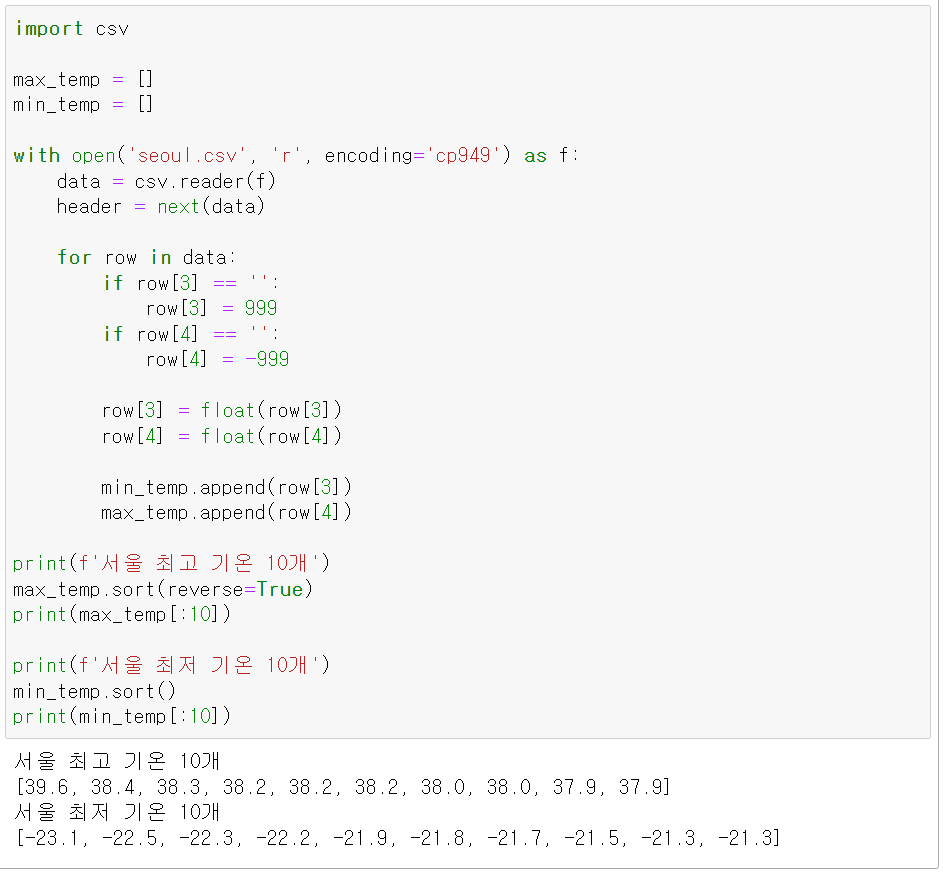 import csv
max_temp = []
min_temp = []
with open('seoul.csv', 'r', encoding='cp949') as f:
    data = csv.reader(f)
    header = next(data)
    for row in data:
        if row[3] == '':
            row[3] = 999
        if row[4] == '':
            row[4] = -999
        row[3] = float(row[3])
        row[4] = float(row[4])
        min_temp.append(row[3])
        max_temp.append(row[4])
print(f'서울 최고 기온 10개')
max_temp.sort(reverse=True)
print(max_temp[:10])
print(f'서울 최저 기온 10개')
min_temp.sort()
print(min_temp[:10])
서울 최고 기온 10개
[39.6, 38.4, 38.3, 38.2, 38.2, 38.2, 38.0, 38.0, 37.9, 37.9]
서울 최저 기온 10개
[-23.1, -22.5, -22.3, -22.2, -21.9, -21.8, -21.7, -21.5, -21.3, -21.3]